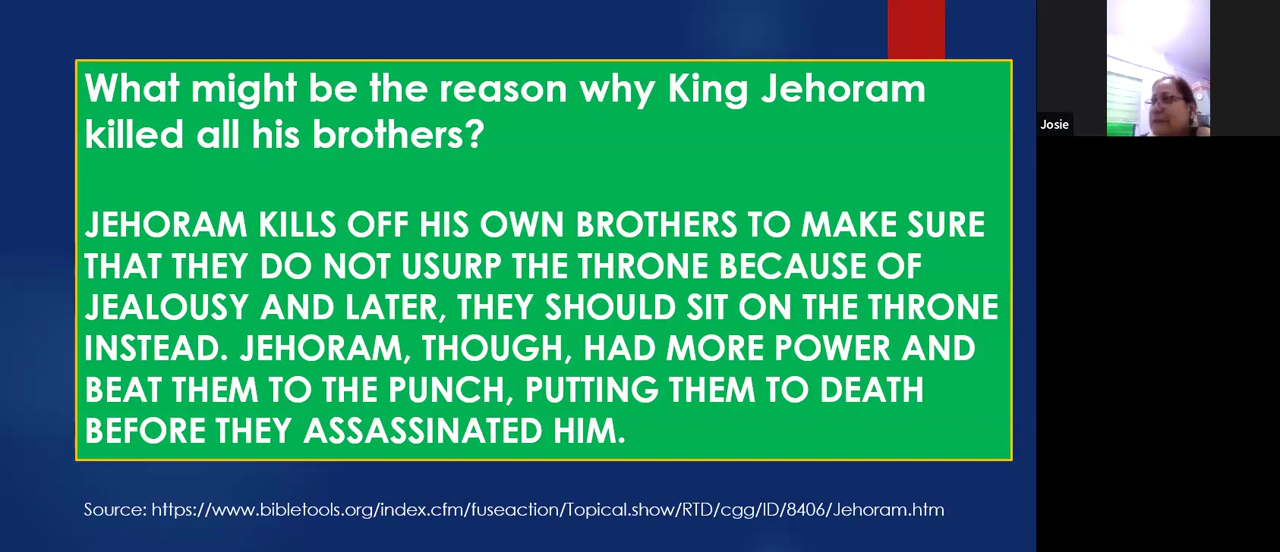 What might be the reason why King Jehoram
killed all his brothers?
JEHORAM KILLS OFF HIS OWN BROTHERS TO MAKE SURE
THAT THEY DO NOT USURP THE THRONE BECAUSE OF
JEALOUSY AND LATER, THEY SHOULD SIT ON THE THRONE
INSTEAD. JEHORAM, THOUGH, HAD MORE POWER AND
BEAT THEM TO THE PUNCH, PUTTING THEM TO DEATH
BEFORE THEY ASSASSINATED HIM.
Source: https://www.bibletools.org/index.cfm/fuseaction/Topical.show/RTD/cgg/ID/8406/Jehoram.htm
Josie